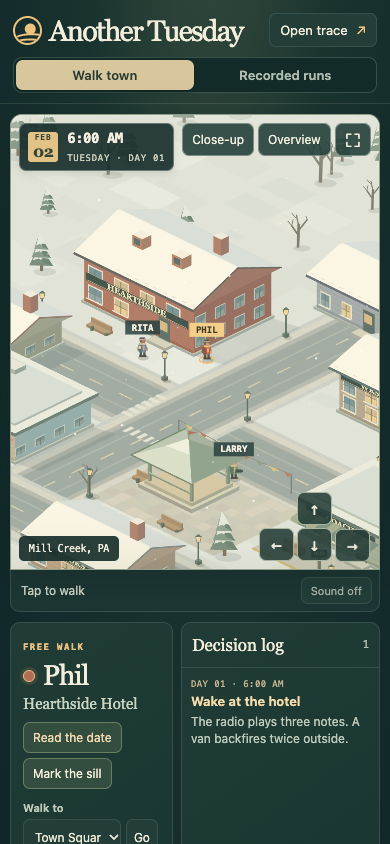 Another Tuesday
Open trace ↗
Walk town
Recorded runs
FEB
02
6:00 AM
TUESDAY · DAY 01
Close-up
Overview
HEARTHSIDE
RITA
PHIL
LARRY
Mill Creek, PA
↑
← ↓ →
Tap to walk
Sound off
FREE WALK
Phil
Hearthside Hotel
Read the date
Mark the sill
Walk to
Town Squar
Go
Decision log
1
DAY 01 · 6:00 AM
Wake at the hotel
The radio plays three notes. A
van backfires twice outside.